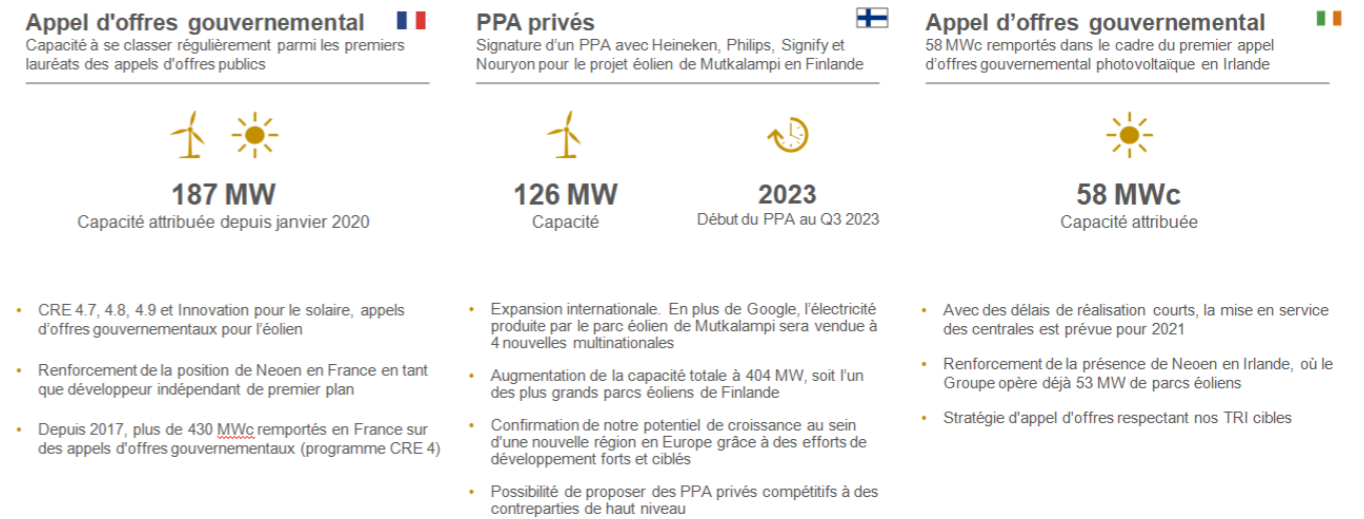 Appel d'offres gouvernemental
Capacité à se classer régulièrement parmi les premiers
lauréats des appels d'offres publics
187 MW
Capacité attribuée depuis janvier 2020
• CRE 4.7, 4.8, 4.9 et Innovation pour le solaire, appels
d'offres gouvernementaux pour l'éolien
• Renforcement de la position de Neoen en France en tant
que développeur indépendant de premier plan
• Depuis 2017, plus de 430 MWc remportés en France sur
des appels d'offres gouvernementaux (programme CRE 4)
PPA privés
Signature d'un PPA avec Heineken, Philips, Signify et
Nouryon pour le projet éolien de Mutkalampi en Finlande
126 MW
Capacité
2023
Début du PPA au Q3 2023
• Expansion internationale. En plus de Google, l'électricité
produite par le parc éolien de Mutkalampi sera vendue à
4 nouvelles multinationales
• Augmentation de la capacité totale à 404 MW, soit l'un
des plus grands parcs éoliens de Finlande
• Confirmation de notre potentiel de croissance au sein
d'une nouvelle région en Europe grâce à des efforts de
développement forts et ciblés
• Possibilité de proposer des PPA privés compétitifs à des
contreparties de haut niveau
Appel d'offres gouvernemental
58 MWc remportés dans le cadre du premier appel
d'offres gouvernemental photovoltaïque en Irlande
58 MWc
Capacité attribuée
• Avec des délais de réalisation courts, la mise en service
des centrales est prévue pour 2021
• Renforcement de la présence de Neoen en Irlande, où le
Groupe opère déjà 53 MW de parcs éoliens
• Stratégie d'appel d'offres respectant nos TRI cibles